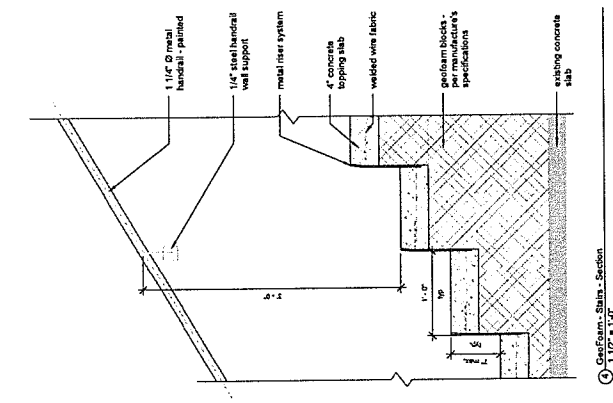 1 1/4" Ø metal
handrail - painted
1/4" steel handrail
wall support
metal riser system
4" concrete
topping slab
welded wire fabric
geofoam blocks -
per manufacture's
specifications
existing concrete
slab
1' - 0"
typ.
7" max.
typ.
4 GeoFoam - Stairs - Section
1 1/2" = 1'-0"